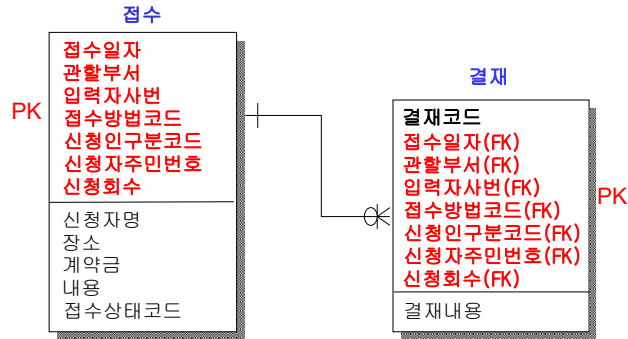 접수
PK
접수일자
관할부서
입력자사번
접수방법코드
신청인구분코드
신청자주민번호
신청회수
신청자명
장소
계약금
내용
접수상태코드
결재
결재코드
접수일자(FK)
관할부서(FK)
입력자사번(FK)
접수방법코드(FK)
신청인구분코드(FK)
신청자주민번호(FK)
신청회수(FK)
PK
결재내용